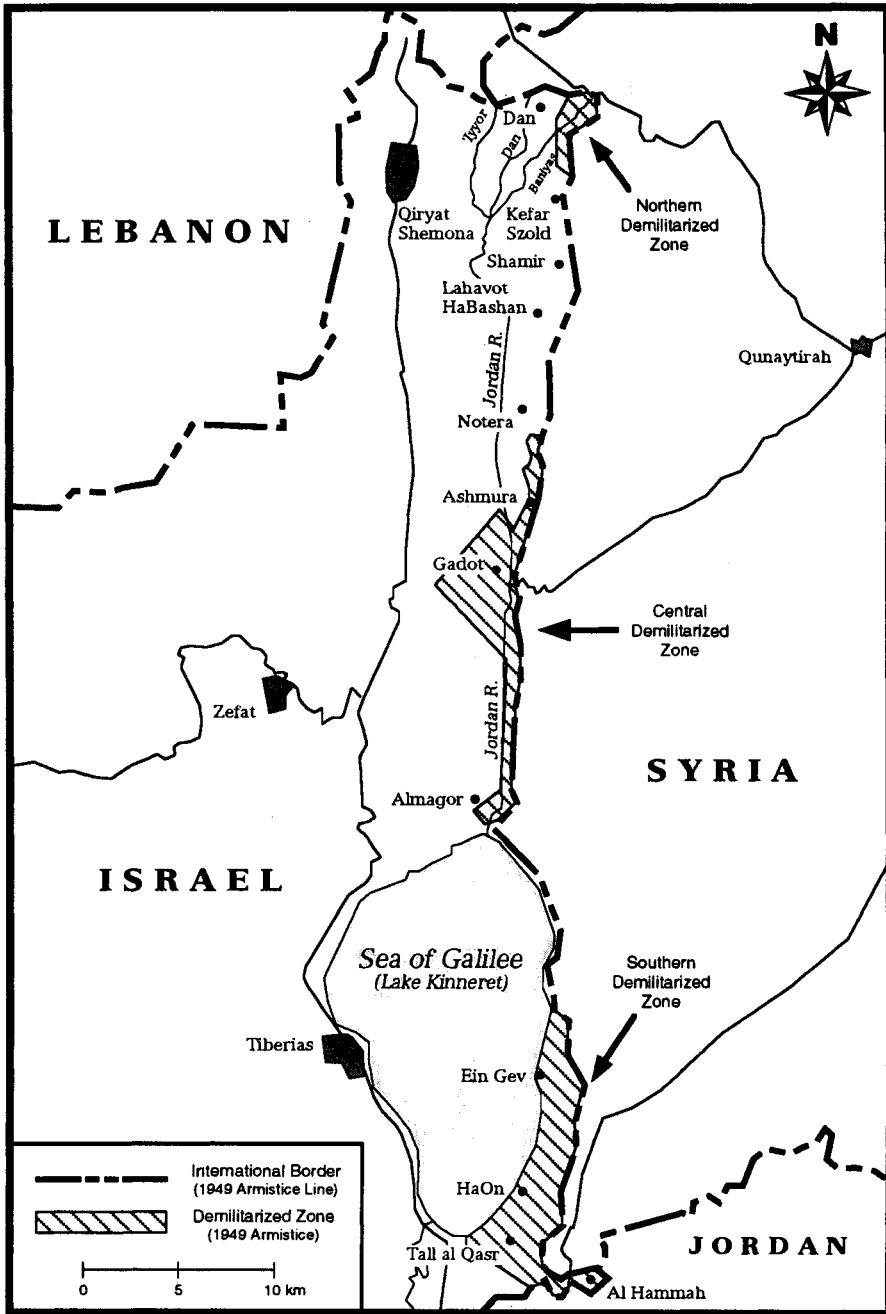 N
'Iyyor
Dan
Dan
Baniyas
Northern
Demilitarized
Zone
LEBANON
Qiryat
Shemona
Kefar
Szold
Shamir
Lahavot
HaBashan
Jordan R.
Qunaytirah
Notera
Ashmura
Gadot
Central
Demilitarized
Zone
Zefat
Jordan R.
SYRIA
Almagor
ISRAEL
Sea of Galilee
(Lake Kinneret)
Southern
Demilitarized
Zone
Tiberias
Ein Gev
International Border
(1949 Armistice Line)
Demilitarized Zone
(1949 Armistice)
0 5 10 km
HaOn
Tall al Qasr
JORDAN
Al Hammah